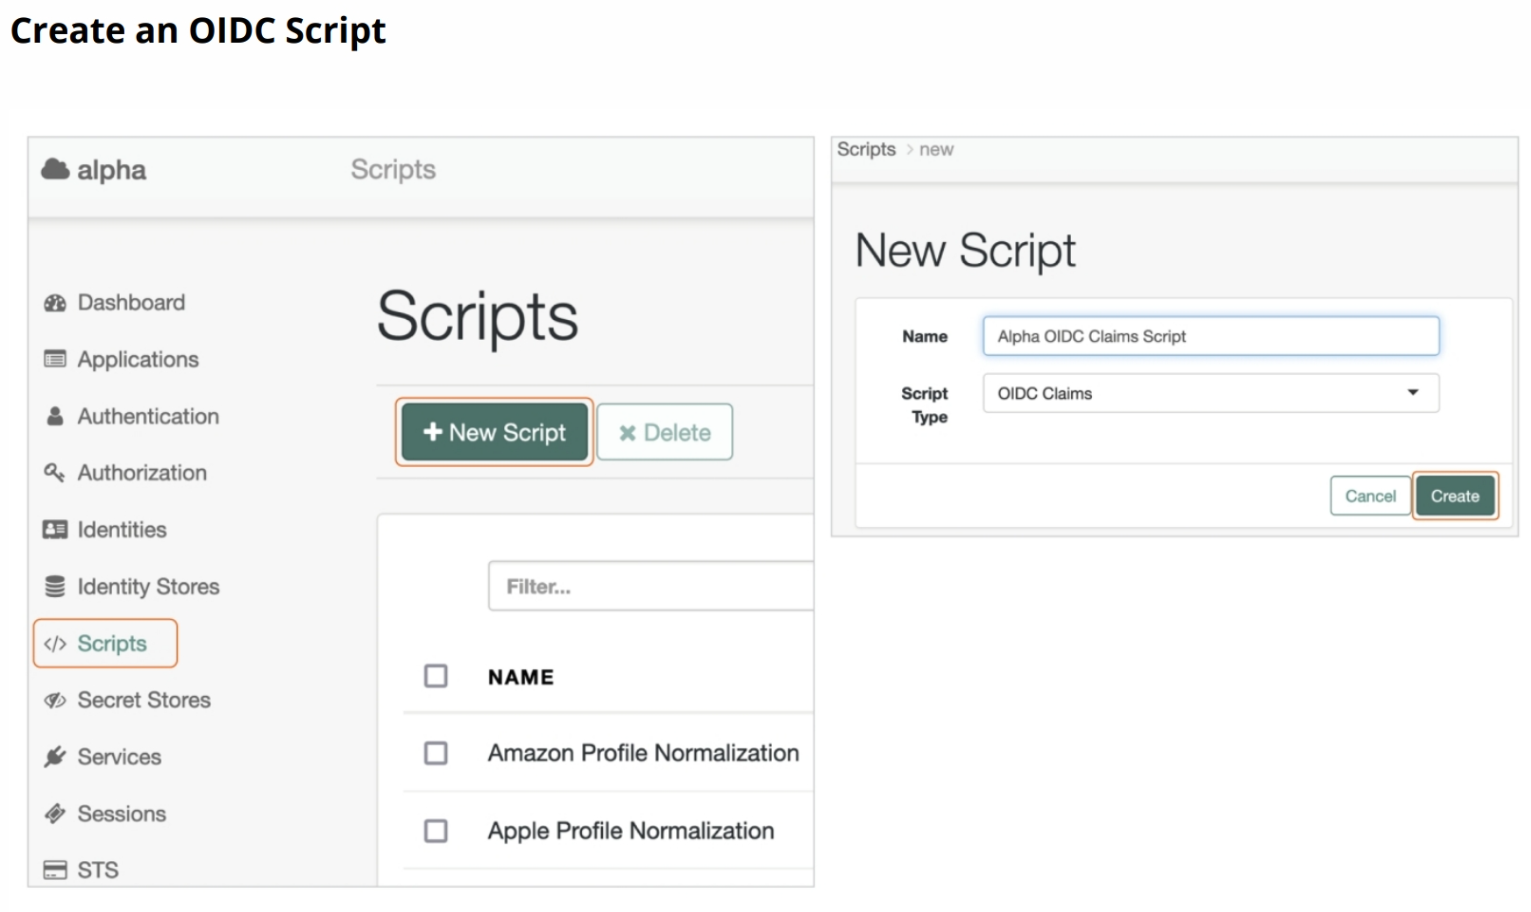 Create an OIDC Script
alpha
Scripts
Dashboard
Applications
Authentication
Authorization
Identities
Identity Stores
Scripts
Secret Stores
Services
Sessions
STS
Scripts
New Script
Delete
Filter...
NAME
Amazon Profile Normalization
Apple Profile Normalization
Scripts > new
New Script
Name
Alpha OIDC Claims Script
Script
Type
OIDC Claims
Cancel
Create